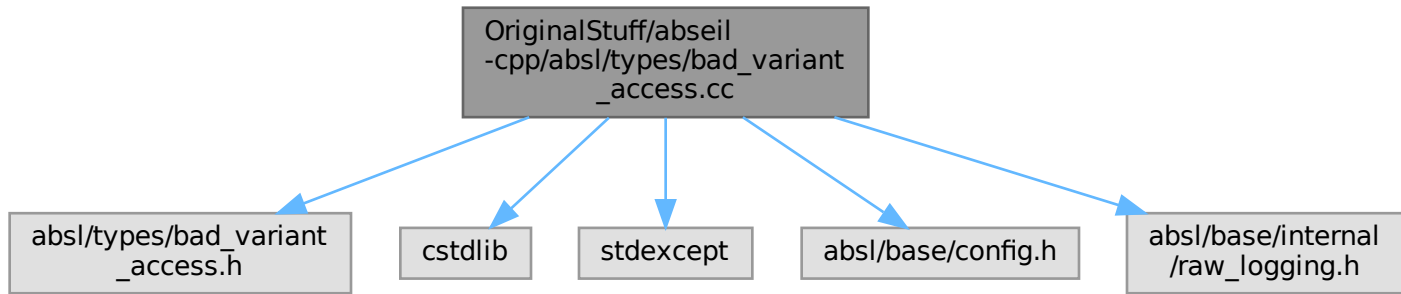 OriginalStuff/abseil
-cpp/absl/types/bad_variant
_access.cc
absl/types/bad_variant
_access.h
cstdlib
stdexcept
absl/base/config.h
absl/base/internal
/raw_logging.h